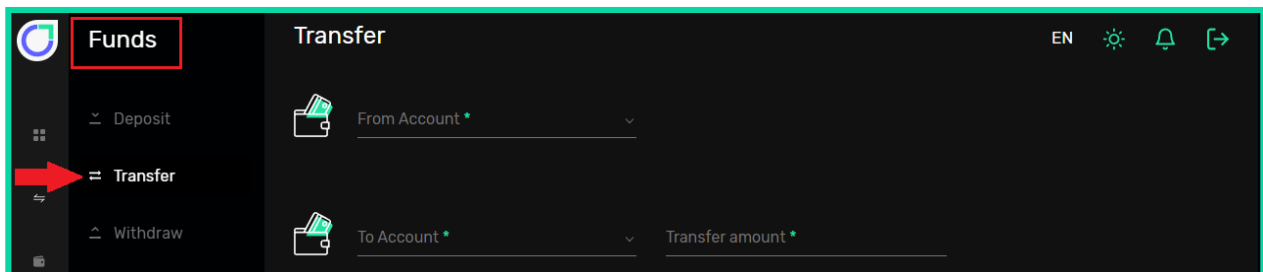 Funds
Transfer
EN
Deposit
From Account *
Transfer
Withdraw
To Account *
Transfer amount *